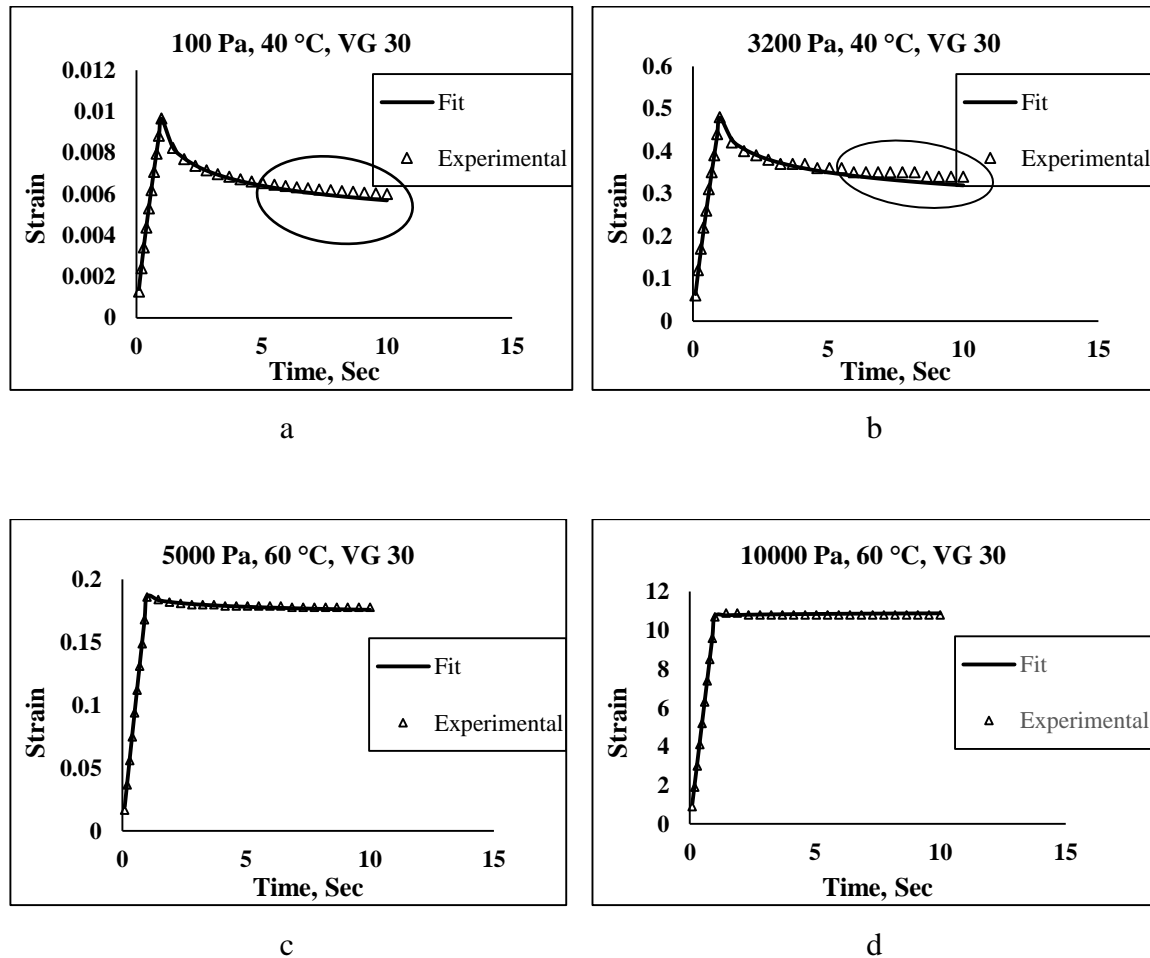 100 Pa, 40 °C, VG 30
0.012
0.01
0.008
0.006
0.004
0.002
0
Strain
0 5 10 15
Time, Sec
Fit
Experimental
a
3200 Pa, 40 °C, VG 30
0.6
0.5
0.4
0.3
0.2
0.1
0
Strain
0 5 10 15
Time, Sec
Fit
Experimental
b
5000 Pa, 60 °C, VG 30
0.2
0.15
0.1
0.05
0
Strain
0 5 10 15
Time, Sec
Fit
Experimental
c
10000 Pa, 60 °C, VG 30
12
10
8
6
4
2
0
Strain
0 5 10 15
Time, Sec
Fit
Experimental
d